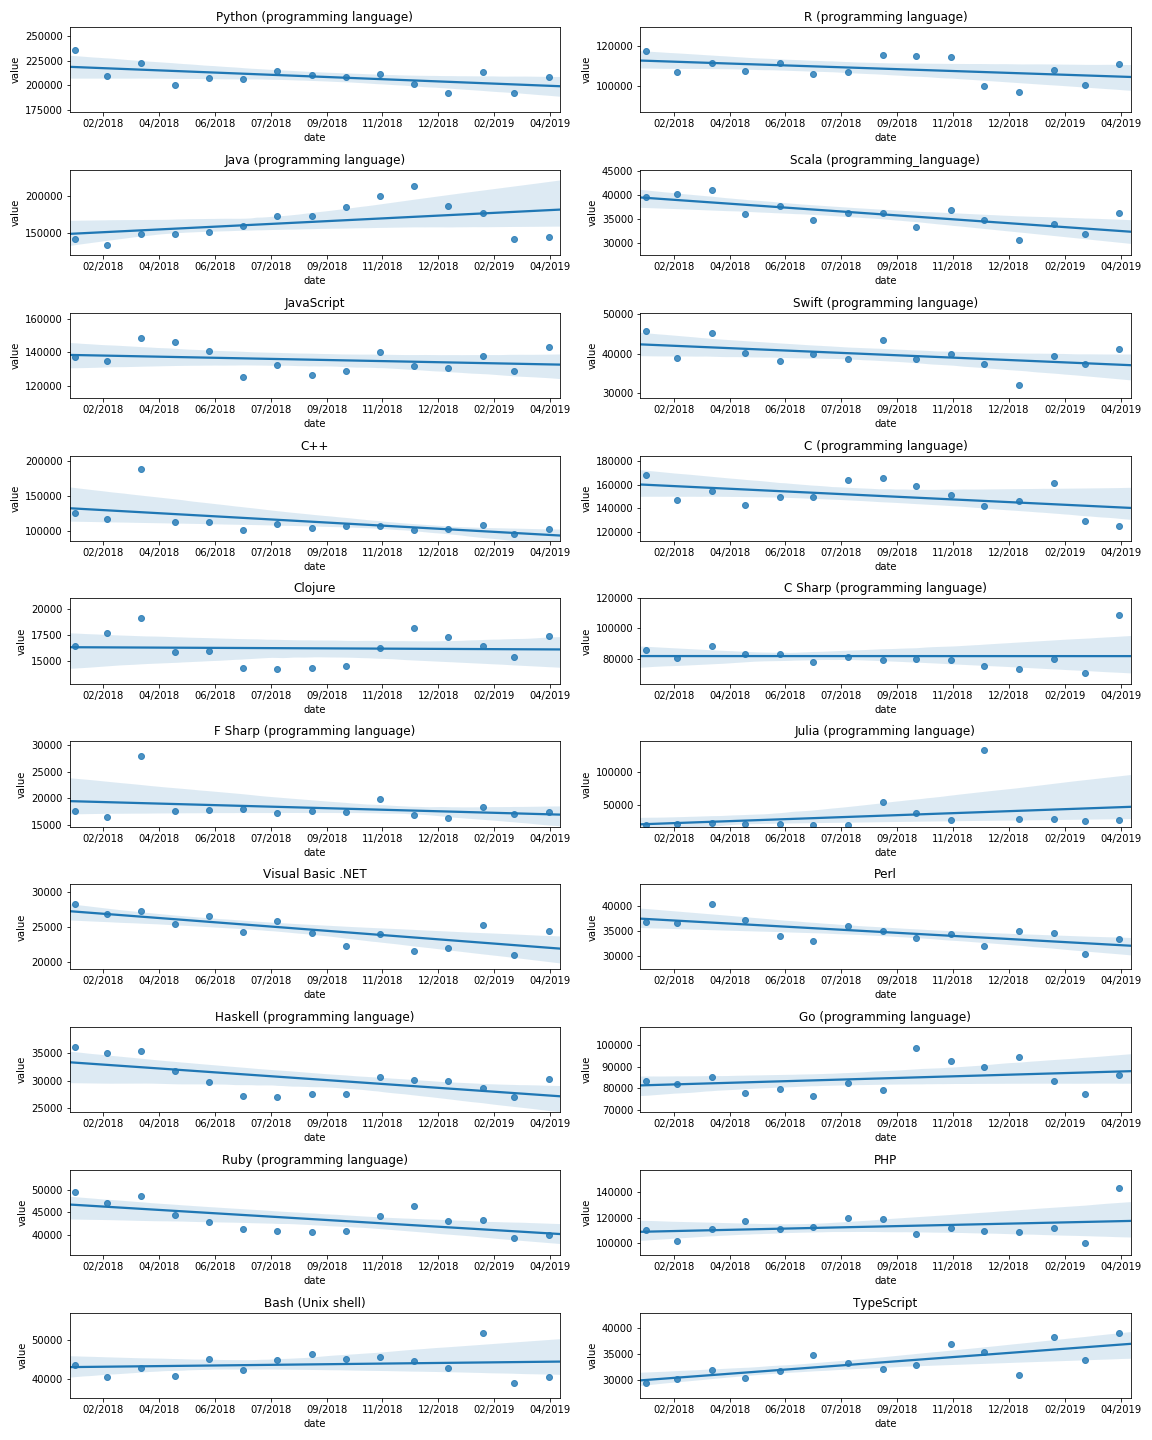 Python (programming language)
250000
225000
200000
175000
value
02/2018 04/2018 06/2018 07/2018 09/2018 11/2018 12/2018 02/2019 04/2019
date
R (programming language)
120000
100000
value
02/2018 04/2018 06/2018 07/2018 09/2018 11/2018 12/2018 02/2019 04/2019
date
Java (programming language)
200000
150000
value
02/2018 04/2018 06/2018 07/2018 09/2018 11/2018 12/2018 02/2019 04/2019
date
Scala (programming_language)
45000
40000
35000
30000
value
02/2018 04/2018 06/2018 07/2018 09/2018 11/2018 12/2018 02/2019 04/2019
date
JavaScript
160000
140000
120000
value
02/2018 04/2018 06/2018 07/2018 09/2018 11/2018 12/2018 02/2019 04/2019
date
Swift (programming language)
50000
40000
30000
value
02/2018 04/2018 06/2018 07/2018 09/2018 11/2018 12/2018 02/2019 04/2019
date
C++
200000
150000
100000
value
02/2018 04/2018 06/2018 07/2018 09/2018 11/2018 12/2018 02/2019 04/2019
date
C (programming language)
180000
160000
140000
120000
value
02/2018 04/2018 06/2018 07/2018 09/2018 11/2018 12/2018 02/2019 04/2019
date
Clojure
20000
17500
15000
value
02/2018 04/2018 06/2018 07/2018 09/2018 11/2018 12/2018 02/2019 04/2019
date
C Sharp (programming language)
120000
100000
80000
value
02/2018 04/2018 06/2018 07/2018 09/2018 11/2018 12/2018 02/2019 04/2019
date
F Sharp (programming language)
30000
25000
20000
15000
value
02/2018 04/2018 06/2018 07/2018 09/2018 11/2018 12/2018 02/2019 04/2019
date
Julia (programming language)
100000
50000
value
02/2018 04/2018 06/2018 07/2018 09/2018 11/2018 12/2018 02/2019 04/2019
date
Visual Basic .NET
30000
25000
20000
value
02/2018 04/2018 06/2018 07/2018 09/2018 11/2018 12/2018 02/2019 04/2019
date
Perl
40000
35000
30000
value
02/2018 04/2018 06/2018 07/2018 09/2018 11/2018 12/2018 02/2019 04/2019
date
Haskell (programming language)
35000
30000
25000
value
02/2018 04/2018 06/2018 07/2018 09/2018 11/2018 12/2018 02/2019 04/2019
date
Go (programming language)
100000
90000
80000
70000
value
02/2018 04/2018 06/2018 07/2018 09/2018 11/2018 12/2018 02/2019 04/2019
date
Ruby (programming language)
50000
45000
40000
value
02/2018 04/2018 06/2018 07/2018 09/2018 11/2018 12/2018 02/2019 04/2019
date
PHP
140000
120000
100000
value
02/2018 04/2018 06/2018 07/2018 09/2018 11/2018 12/2018 02/2019 04/2019
date
Bash (Unix shell)
50000
40000
value
02/2018 04/2018 06/2018 07/2018 09/2018 11/2018 12/2018 02/2019 04/2019
date
TypeScript
40000
35000
30000
value
02/2018 04/2018 06/2018 07/2018 09/2018 11/2018 12/2018 02/2019 04/2019
date